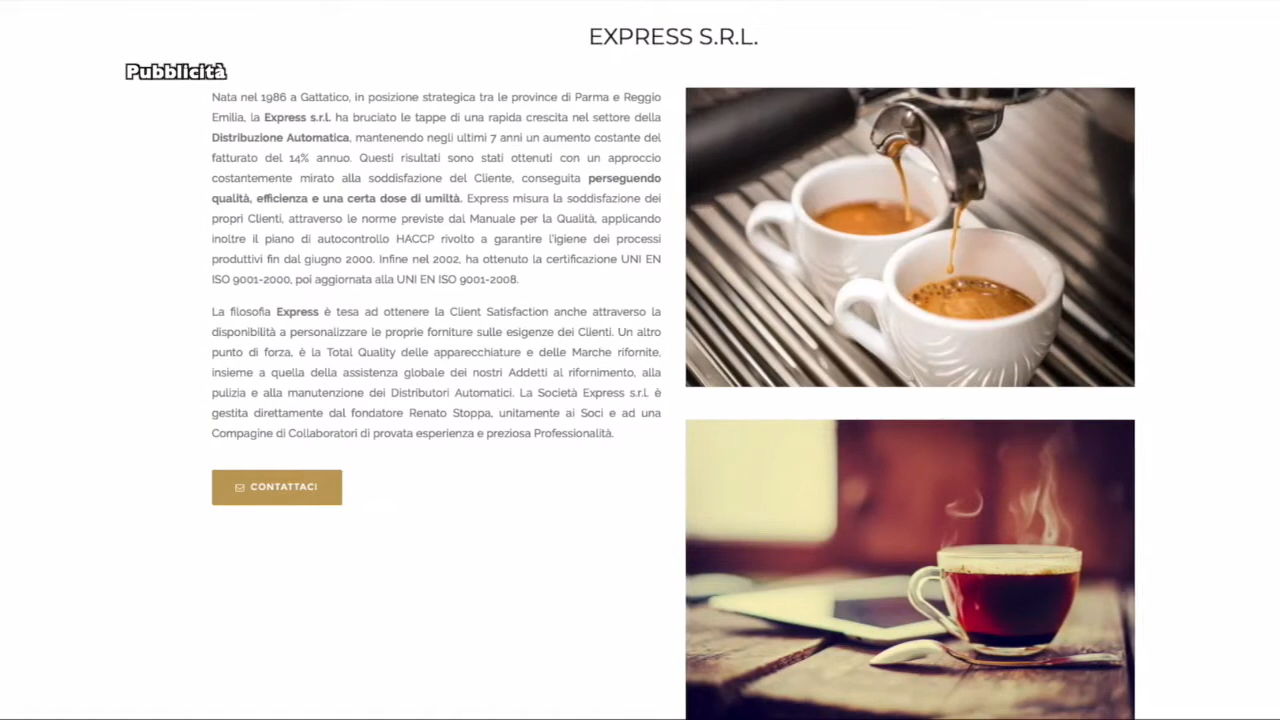 EXPRESS S.R.L.
Pubblicità
Nata nel 1986 a Gattatico, in posizione strategica tra le province di Parma e Reggio
Emilia, la Express s.r.l. ha bruciato le tappe di una rapida crescita nel settore della
Distribuzione Automatica, mantenendo negli ultimi 7 anni un aumento costante del
fatturato del 14% annuo. Questi risultati sono stati ottenuti con un approccio
costantemente mirato alla soddisfazione del Cliente, conseguita perseguendo
qualità, efficienza e una certa dose di umiltà. Express misura la soddisfazione dei
propri Clienti, attraverso le norme previste dal Manuale per la Qualità, applicando
inoltre il piano di autocontrollo HACCP rivolto a garantire l'igiene dei processi
produttivi fin dal giugno 2000. Infine nel 2002, ha ottenuto la certificazione UNI EN
ISO 9001-2000, poi aggiornata alla UNI EN ISO 9001-2008.
La filosofia Express è tesa ad ottenere la Client Satisfaction anche attraverso la
disponibilità a personalizzare le proprie forniture sulle esigenze dei Clienti. Un altro
punto di forza, è la Total Quality delle apparecchiature e delle Marche rifornite,
insieme a quella della assistenza globale dei nostri Addetti al rifornimento, alla
pulizia e alla manutenzione dei Distributori Automatici. La Società Express s.r.l. è
gestita direttamente dal fondatore Renato Stoppa, unitamente ai Soci e ad una
Compagine di Collaboratori di provata esperienza e preziosa Professionalità.
CONTATTACI